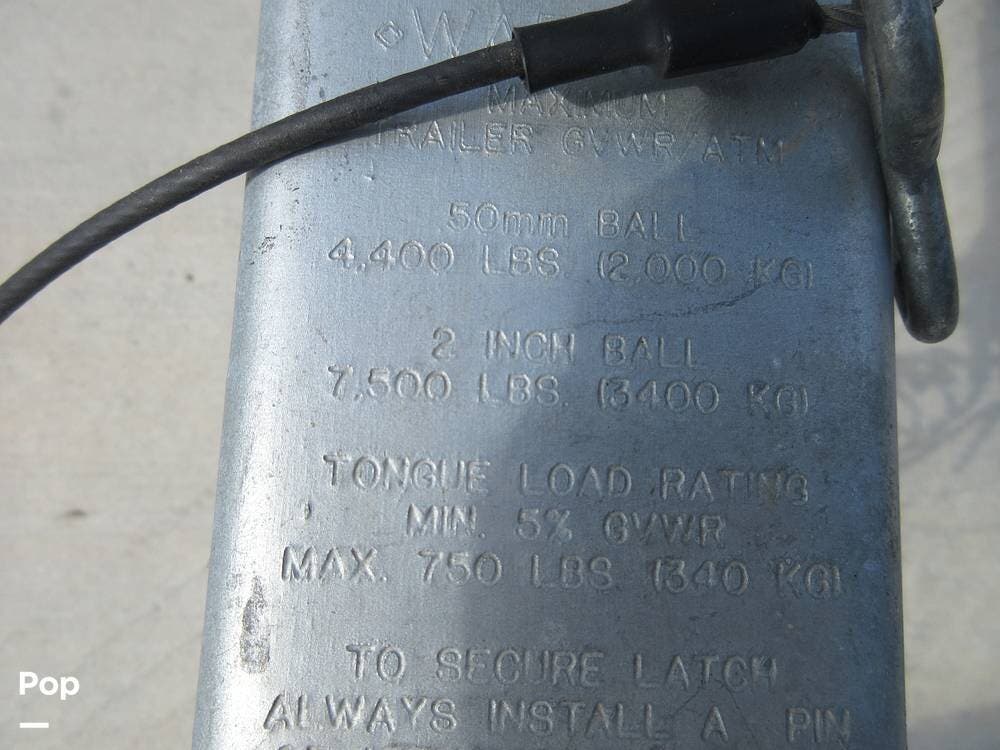 MAXIMUM
TRAILER GVWR/ATM
50mm BALL
4,400 LBS. (2,000 KG)
2 INCH BALL
7,500 LBS. (3400 KG)
TONGUE LOAD RATING
MIN. 5% GVWR
MAX. 750 LBS. (340 KG)
TO SECURE LATCH
ALWAYS INSTALL A PIN
Pop